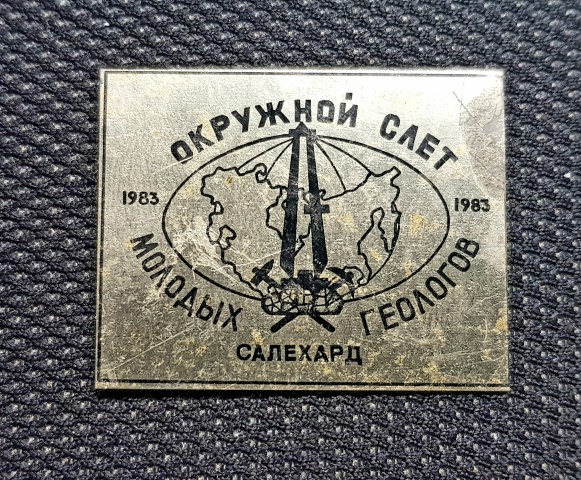 ОКРУЖНОЙ СЛЕТ
1983 1983
МОЛОДЫХ ГЕОЛОГОВ
САЛЕХАРД